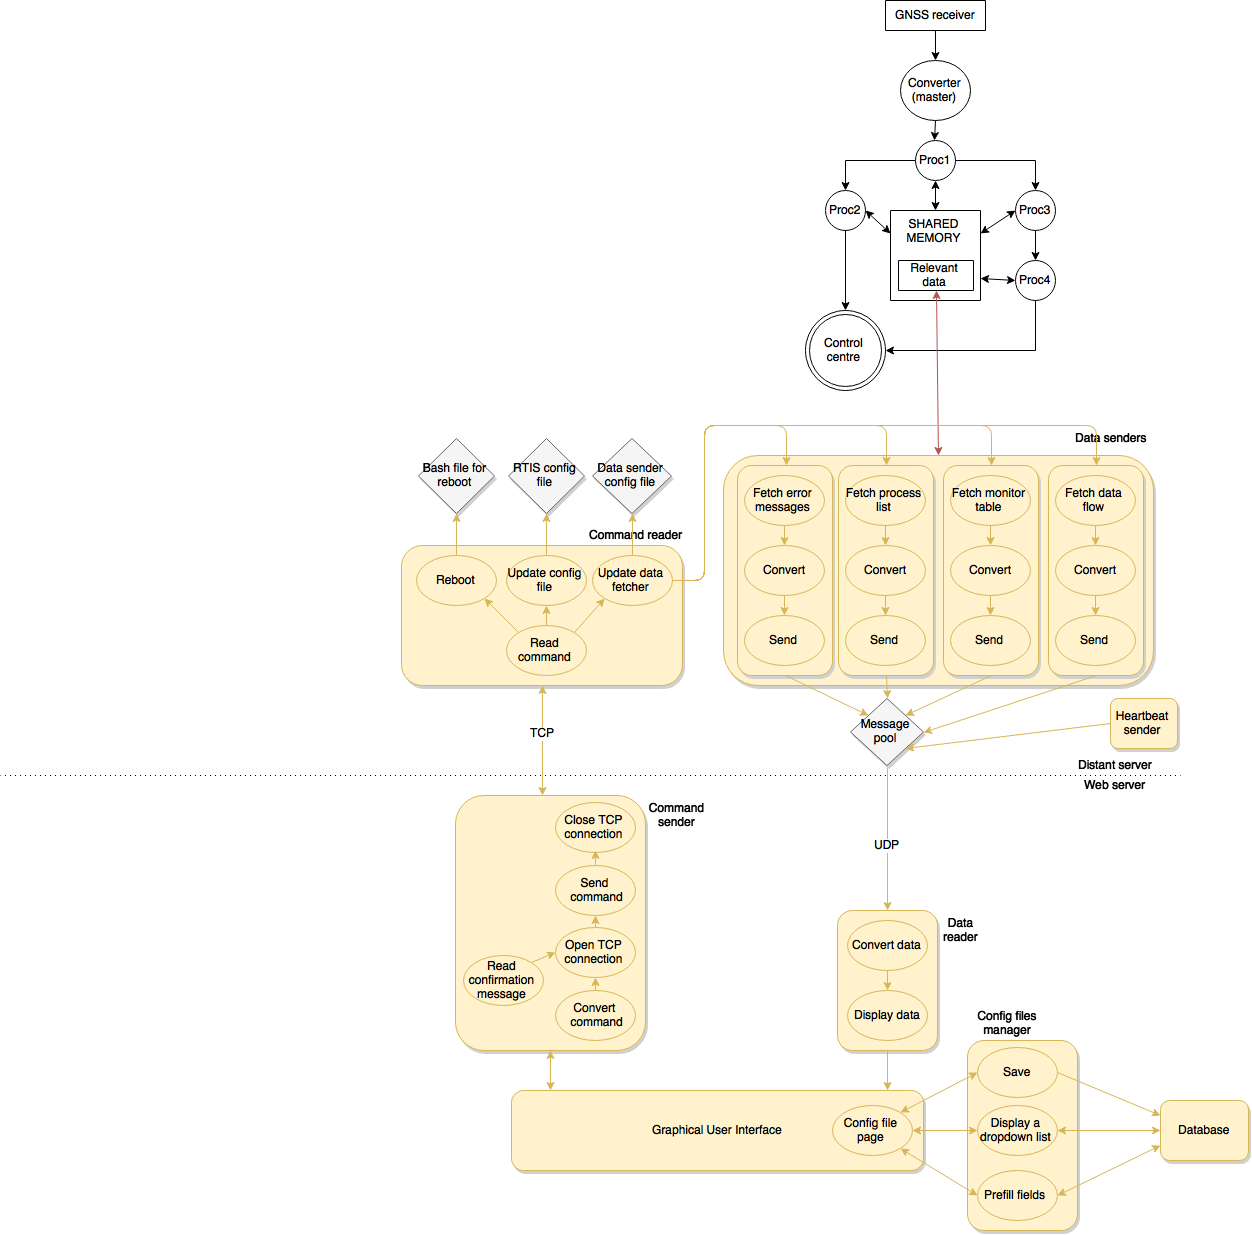 GNSS receiver
Converter
(master)
Proc1
Proc2
Proc3
SHARED
MEMORY
Relevant
data
Proc4
Control
centre
Data senders
Bash file for
reboot
RTIS config
file
Data sender
config file
Command reader
Fetch error
messages
Fetch process
list
Fetch monitor
table
Fetch data
flow
Reboot
Update config
file
Update data
fetcher
Convert
Convert
Convert
Convert
Read
command
Send
Send
Send
Send
TCP
Message
pool
Heartbeat
sender
Distant server
Web server
Command
sender
Close TCP
connection
UDP
Send
command
Open TCP
connection
Read
confirmation
message
Convert
command
Data
reader
Convert data
Display data
Config files
manager
Save
Graphical User Interface
Config file
page
Display a
dropdown list
Database
Prefill fields